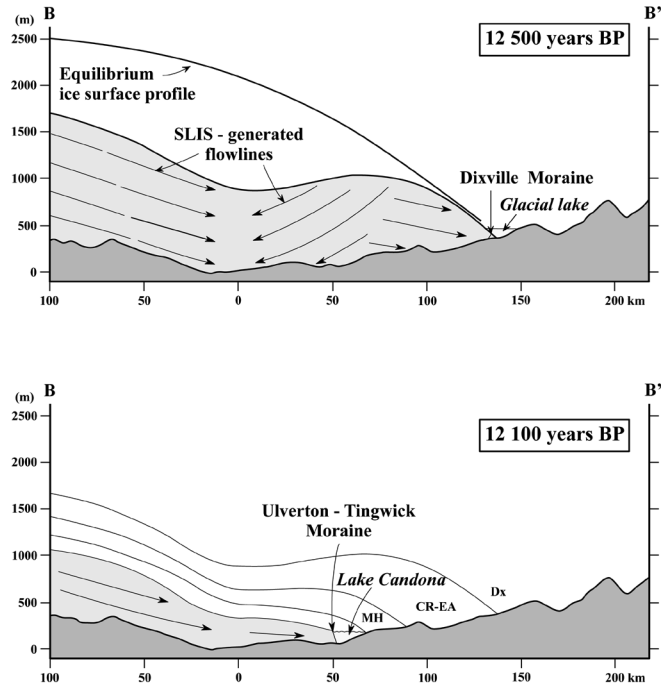 B B'
(m)
2500
2000
1500
1000
500
0
12 500 years BP
Equilibrium
ice surface profile
SLIS - generated
flowlines
Dixville Moraine
Glacial lake
100 50 0 50 100 150 200 km
B B'
(m)
2500
2000
1500
1000
500
0
12 100 years BP
Ulverton - Tingwick
Moraine
Lake Candona
MH CR-EA Dx
100 50 0 50 100 150 200 km